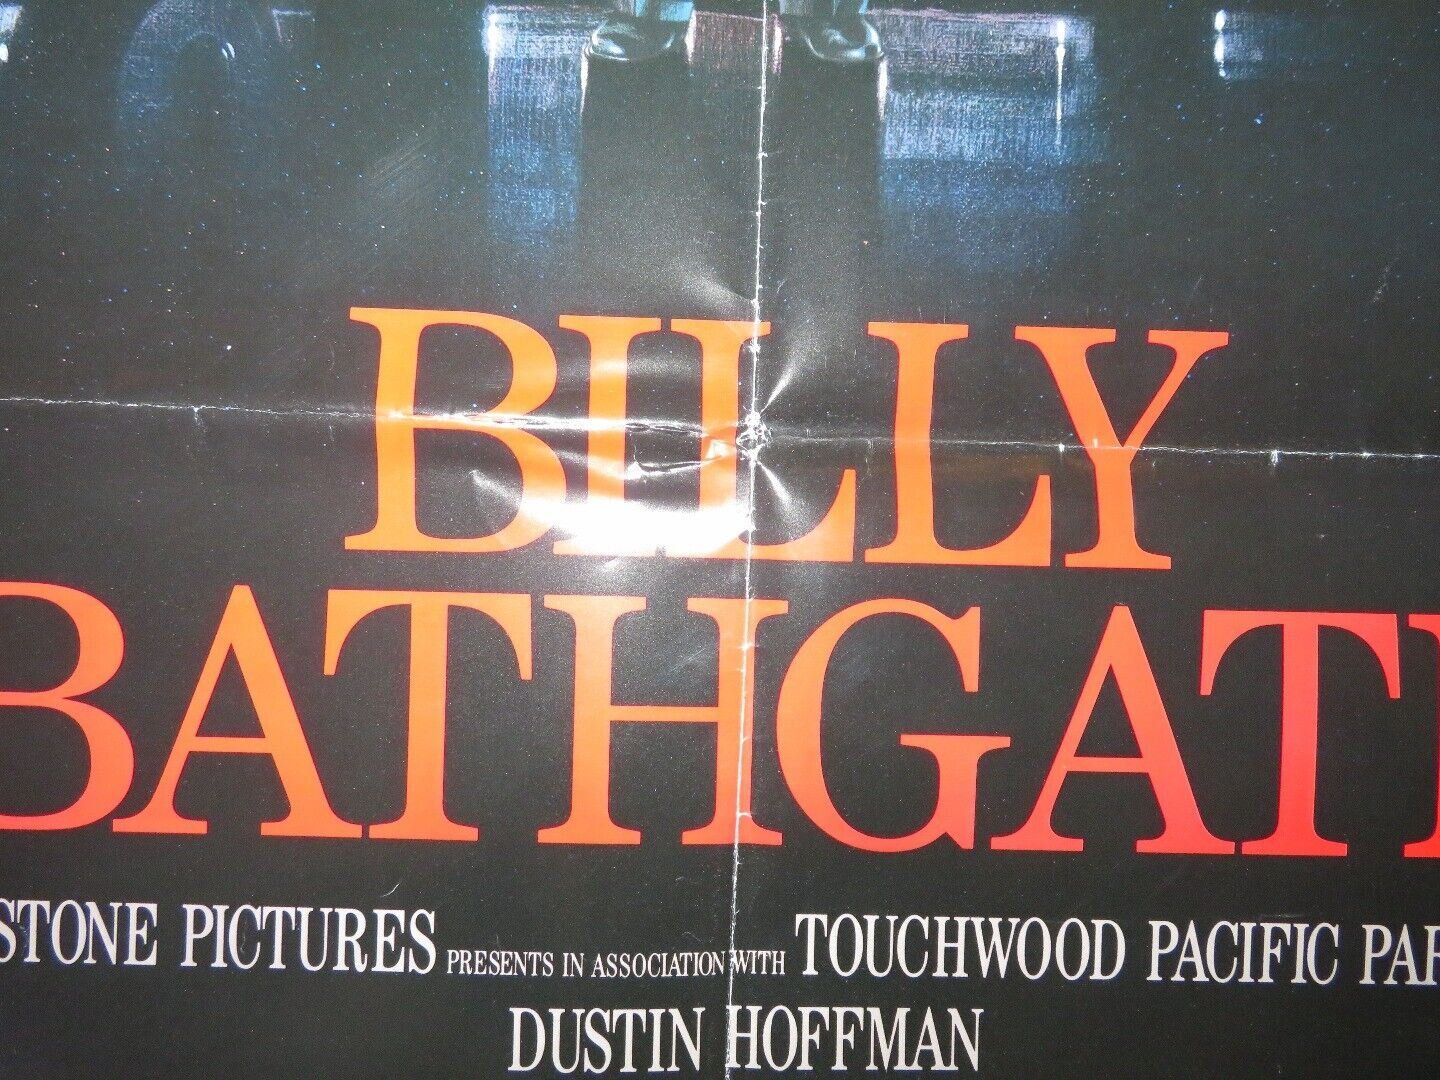 BILLY
BATHGAT
STONE PICTURES PRESENTS IN ASSOCIATION WITH TOUCHWOOD PACIFIC PAR
DUSTIN HOFFMAN